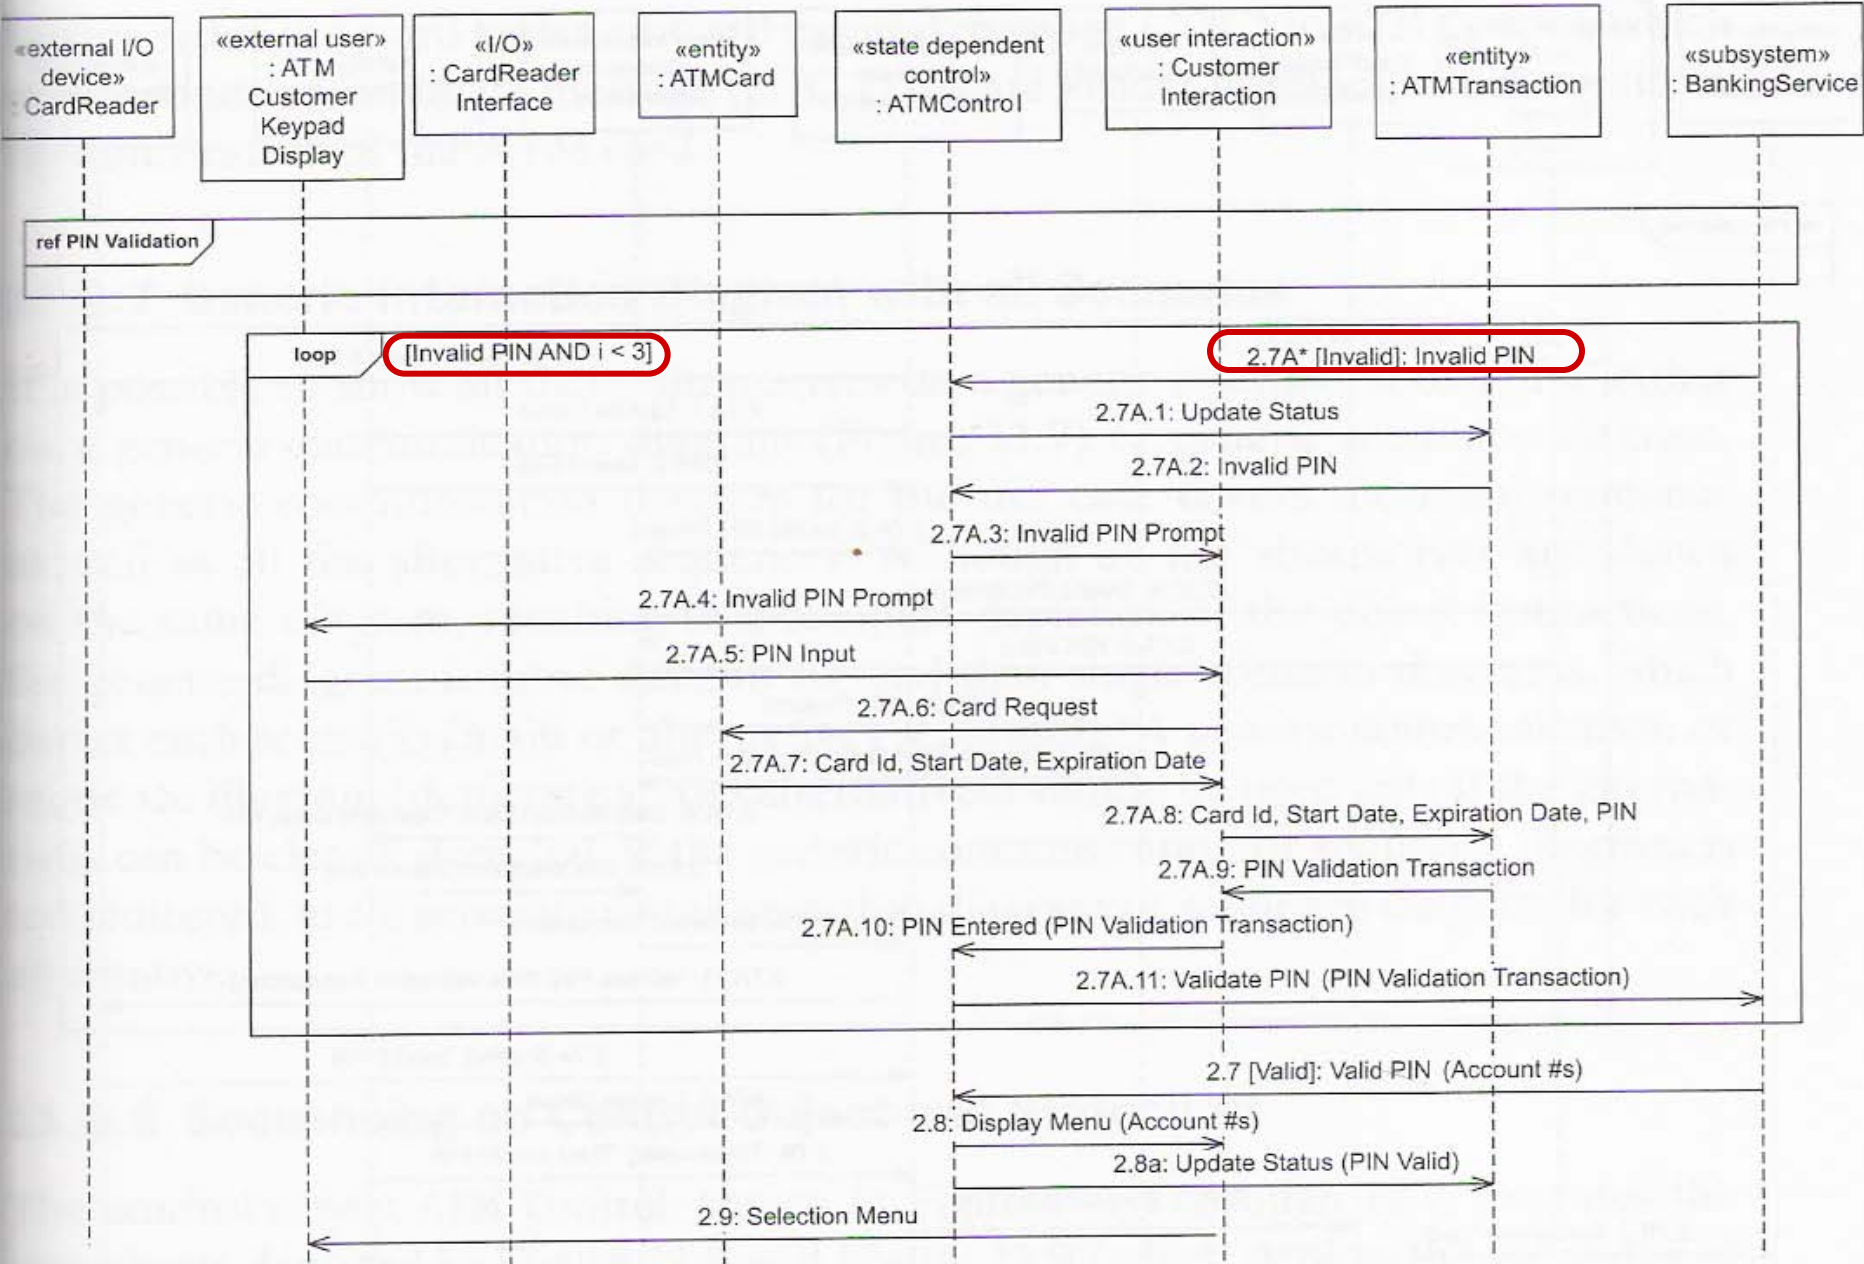 «external I/O
device»
: CardReader
«external user»
: ATM
Customer
Keypad
Display
«I/O»
: CardReader
Interface
«entity»
: ATMCard
«state dependent
control»
: ATMControl
«user interaction»
: Customer
Interaction
«entity»
: ATMTransaction
«subsystem»
: BankingService
ref PIN Validation
loop
[Invalid PIN AND i < 3]
2.7A* [Invalid]: Invalid PIN
2.7A.1: Update Status
2.7A.2: Invalid PIN
2.7A.3: Invalid PIN Prompt
2.7A.4: Invalid PIN Prompt
2.7A.5: PIN Input
2.7A.6: Card Request
2.7A.7: Card Id, Start Date, Expiration Date
2.7A.8: Card Id, Start Date, Expiration Date, PIN
2.7A.9: PIN Validation Transaction
2.7A.10: PIN Entered (PIN Validation Transaction)
2.7A.11: Validate PIN (PIN Validation Transaction)
2.7 [Valid]: Valid PIN (Account #s)
2.8: Display Menu (Account #s)
2.8a: Update Status (PIN Valid)
2.9: Selection Menu